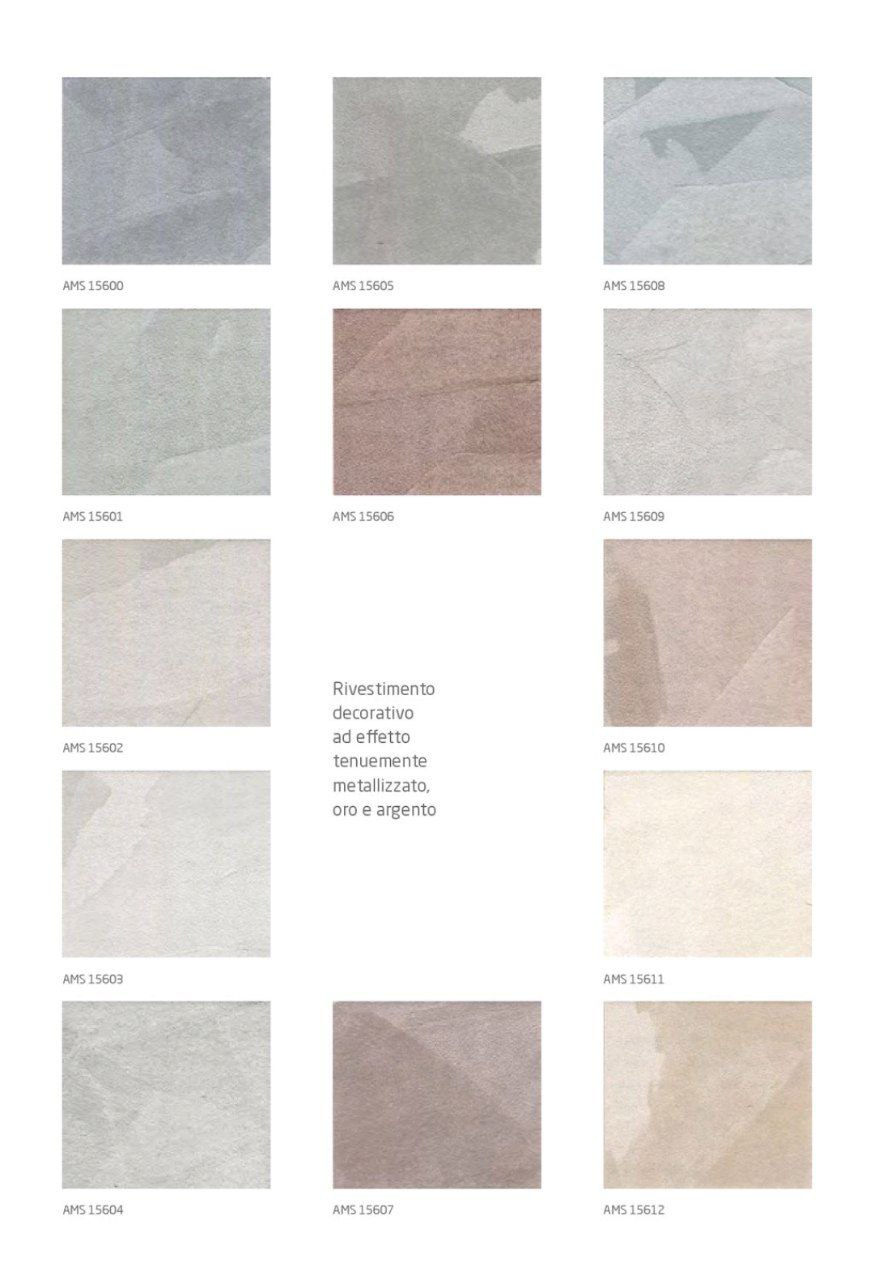 AMS 15600
AMS 15605
AMS 15608
AMS 15601
AMS 15606
AMS 15609
AMS 15602
Rivestimento
decorativo
ad effetto
tenuemente
metallizzato,
oro e argento
AMS 15610
AMS 15603
AMS 15611
AMS 15604
AMS 15607
AMS 15612